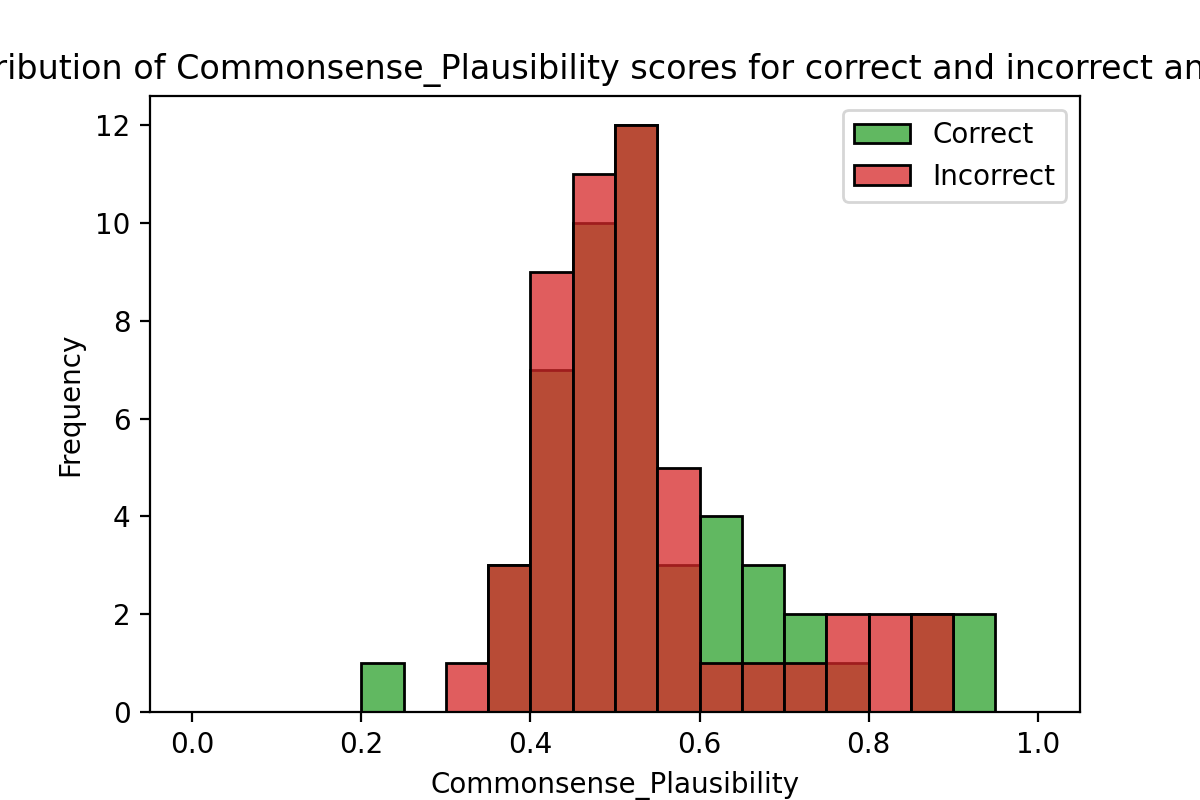 ribution of Commonsense_Plausibility scores for correct and incorrect an
Correct
Incorrect
12
10
8
6
4
2
0
Frequency
0.0 0.2 0.4 0.6 0.8 1.0
Commonsense_Plausibility